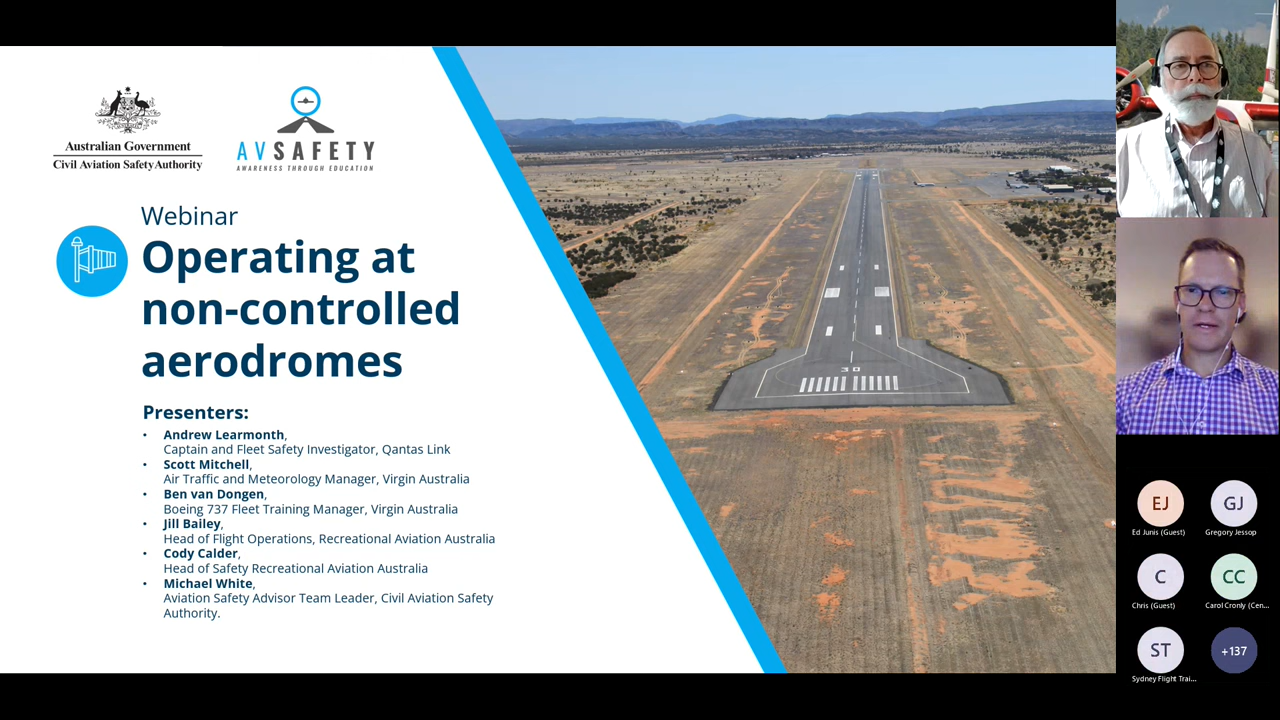 Australian Government
Civil Aviation Safety Authority
AVSAFETY
AWARENESS THROUGH EDUCATION
Webinar
Operating at
non-controlled
aerodromes
Presenters:
• Andrew Learmonth,
Captain and Fleet Safety Investigator, Qantas Link
• Scott Mitchell,
Air Traffic and Meteorology Manager, Virgin Australia
• Ben van Dongen,
Boeing 737 Fleet Training Manager, Virgin Australia
• Jill Bailey,
Head of Flight Operations, Recreational Aviation Australia
• Cody Calder,
Head of Safety Recreational Aviation Australia
• Michael White,
Aviation Safety Advisor Team Leader, Civil Aviation Safety
Authority.
30
EJ
GJ
Ed Junis (Guest)
Gregory Jessop
C
CC
Chris (Guest)
Carol Cronly (Cen...
ST
+137
Sydney Flight Trai...